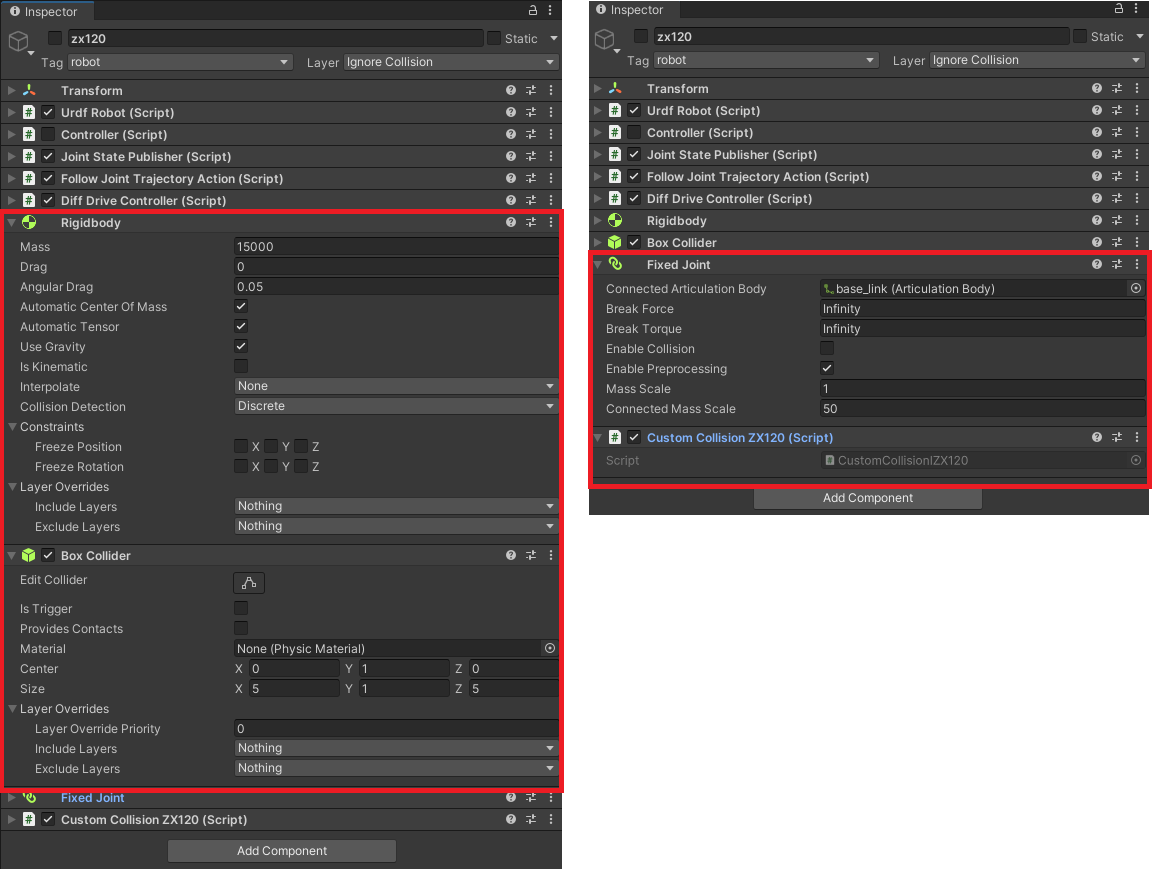 Inspector
zx120
Static
Tag robot Layer Ignore Collision
Transform
Urdf Robot (Script)
Controller (Script)
Joint State Publisher (Script)
Follow Joint Trajectory Action (Script)
Diff Drive Controller (Script)
Rigidbody
Mass 15000
Drag 0
Angular Drag 0.05
Automatic Center Of Mass
Automatic Tensor
Use Gravity
Is Kinematic
Interpolate None
Collision Detection Discrete
Constraints
Freeze Position X Y Z
Freeze Rotation X Y Z
Layer Overrides
Include Layers Nothing
Exclude Layers Nothing
Box Collider
Edit Collider
Is Trigger
Provides Contacts
Material None (Physic Material)
Center X 0 Y 1 Z 0
Size X 5 Y 1 Z 5
Layer Overrides
Layer Override Priority 0
Include Layers Nothing
Exclude Layers Nothing
Fixed Joint
Custom Collision ZX120 (Script)
Add Component
Inspector
zx120
Static
Tag robot Layer Ignore Collision
Transform
Urdf Robot (Script)
Controller (Script)
Joint State Publisher (Script)
Follow Joint Trajectory Action (Script)
Diff Drive Controller (Script)
Rigidbody
Box Collider
Fixed Joint
Connected Articulation Body base_link (Articulation Body)
Break Force Infinity
Break Torque Infinity
Enable Collision
Enable Preprocessing
Mass Scale 1
Connected Mass Scale 50
Custom Collision ZX120 (Script)
Script CustomCollisionIZX120
Add Component